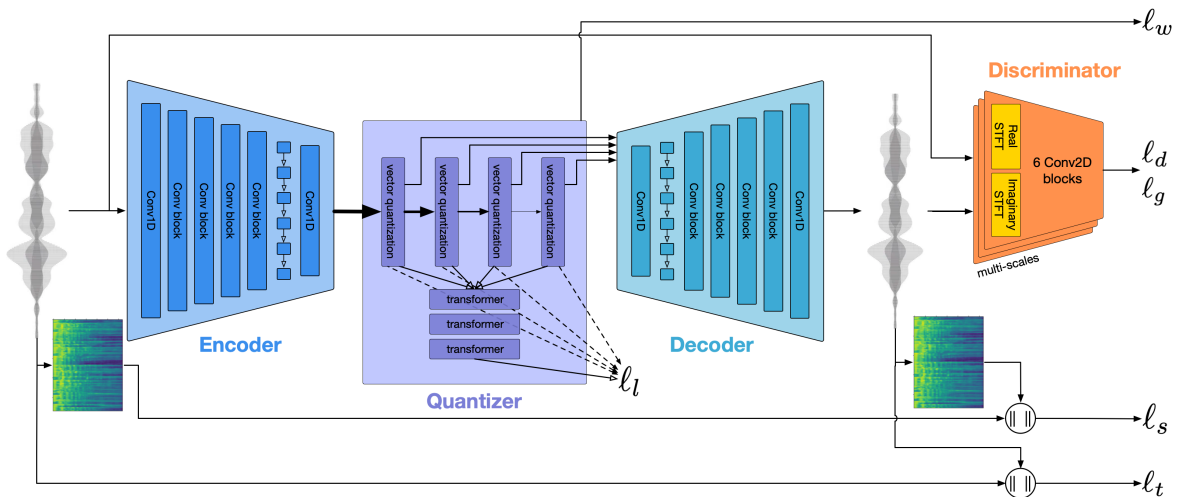 ℓ_w
Discriminator
Encoder
Conv1D
Conv block
Conv block
Conv block
Conv block
Conv1D
Quantizer
vector quantization
vector quantization
vector quantization
vector quantization
transformer
transformer
transformer
ℓ_l
Decoder
Conv1D
Conv block
Conv block
Conv block
Conv block
Conv1D
Real
STFT
Imaginary
STFT
6 Conv2D
blocks
multi-scales
ℓ_d
ℓ_g
|| ||
ℓ_s
|| ||
ℓ_t